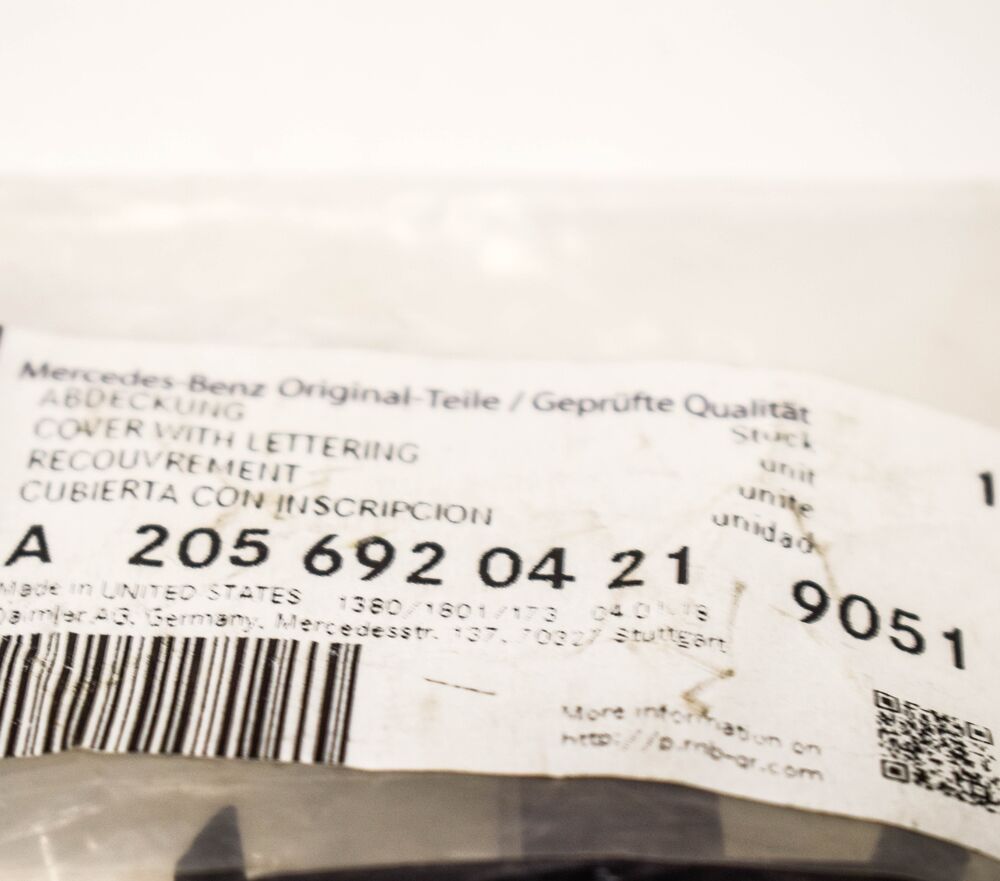 Mercedes-Benz Original-Teile / Geprüfte Qualität
ABDECKUNG
COVER WITH LETTERING
RECOUVREMENT
CUBIERTA CON INSCRIPCION
Stück
unit
unite
unidad
1
A 205 692 04 21 9051
Made in UNITED STATES 1380/1801/173
Daimler AG, Germany, Mercedesstr. 137, 70327 Stuttgart
More information on
http://p.mb-qr.com